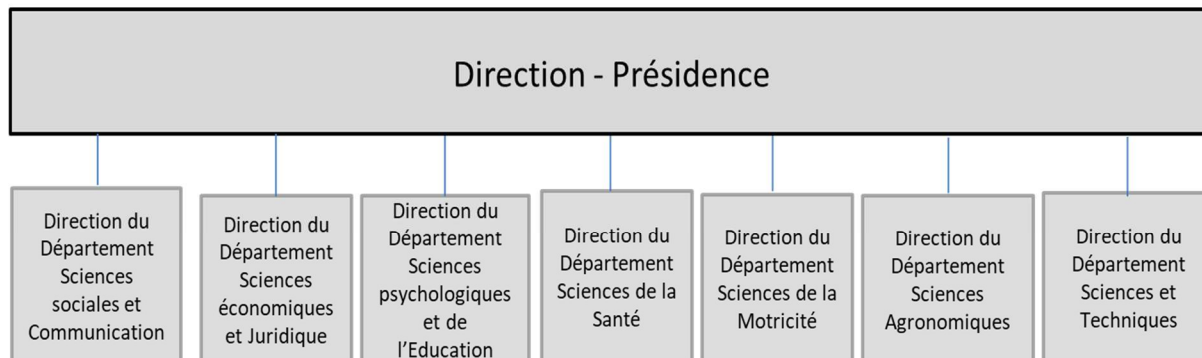 Direction - Présidence
Direction du
Département
Sciences
sociales et
Communication
Direction du
Département
Sciences
économiques
et Juridique
Direction du
Département
Sciences
psychologiques
et de
l’Education
Direction du
Département
Sciences de la
Santé
Direction du
Département
Sciences de la
Motricité
Direction du
Département
Sciences
Agronomiques
Direction du
Département
Sciences et
Techniques